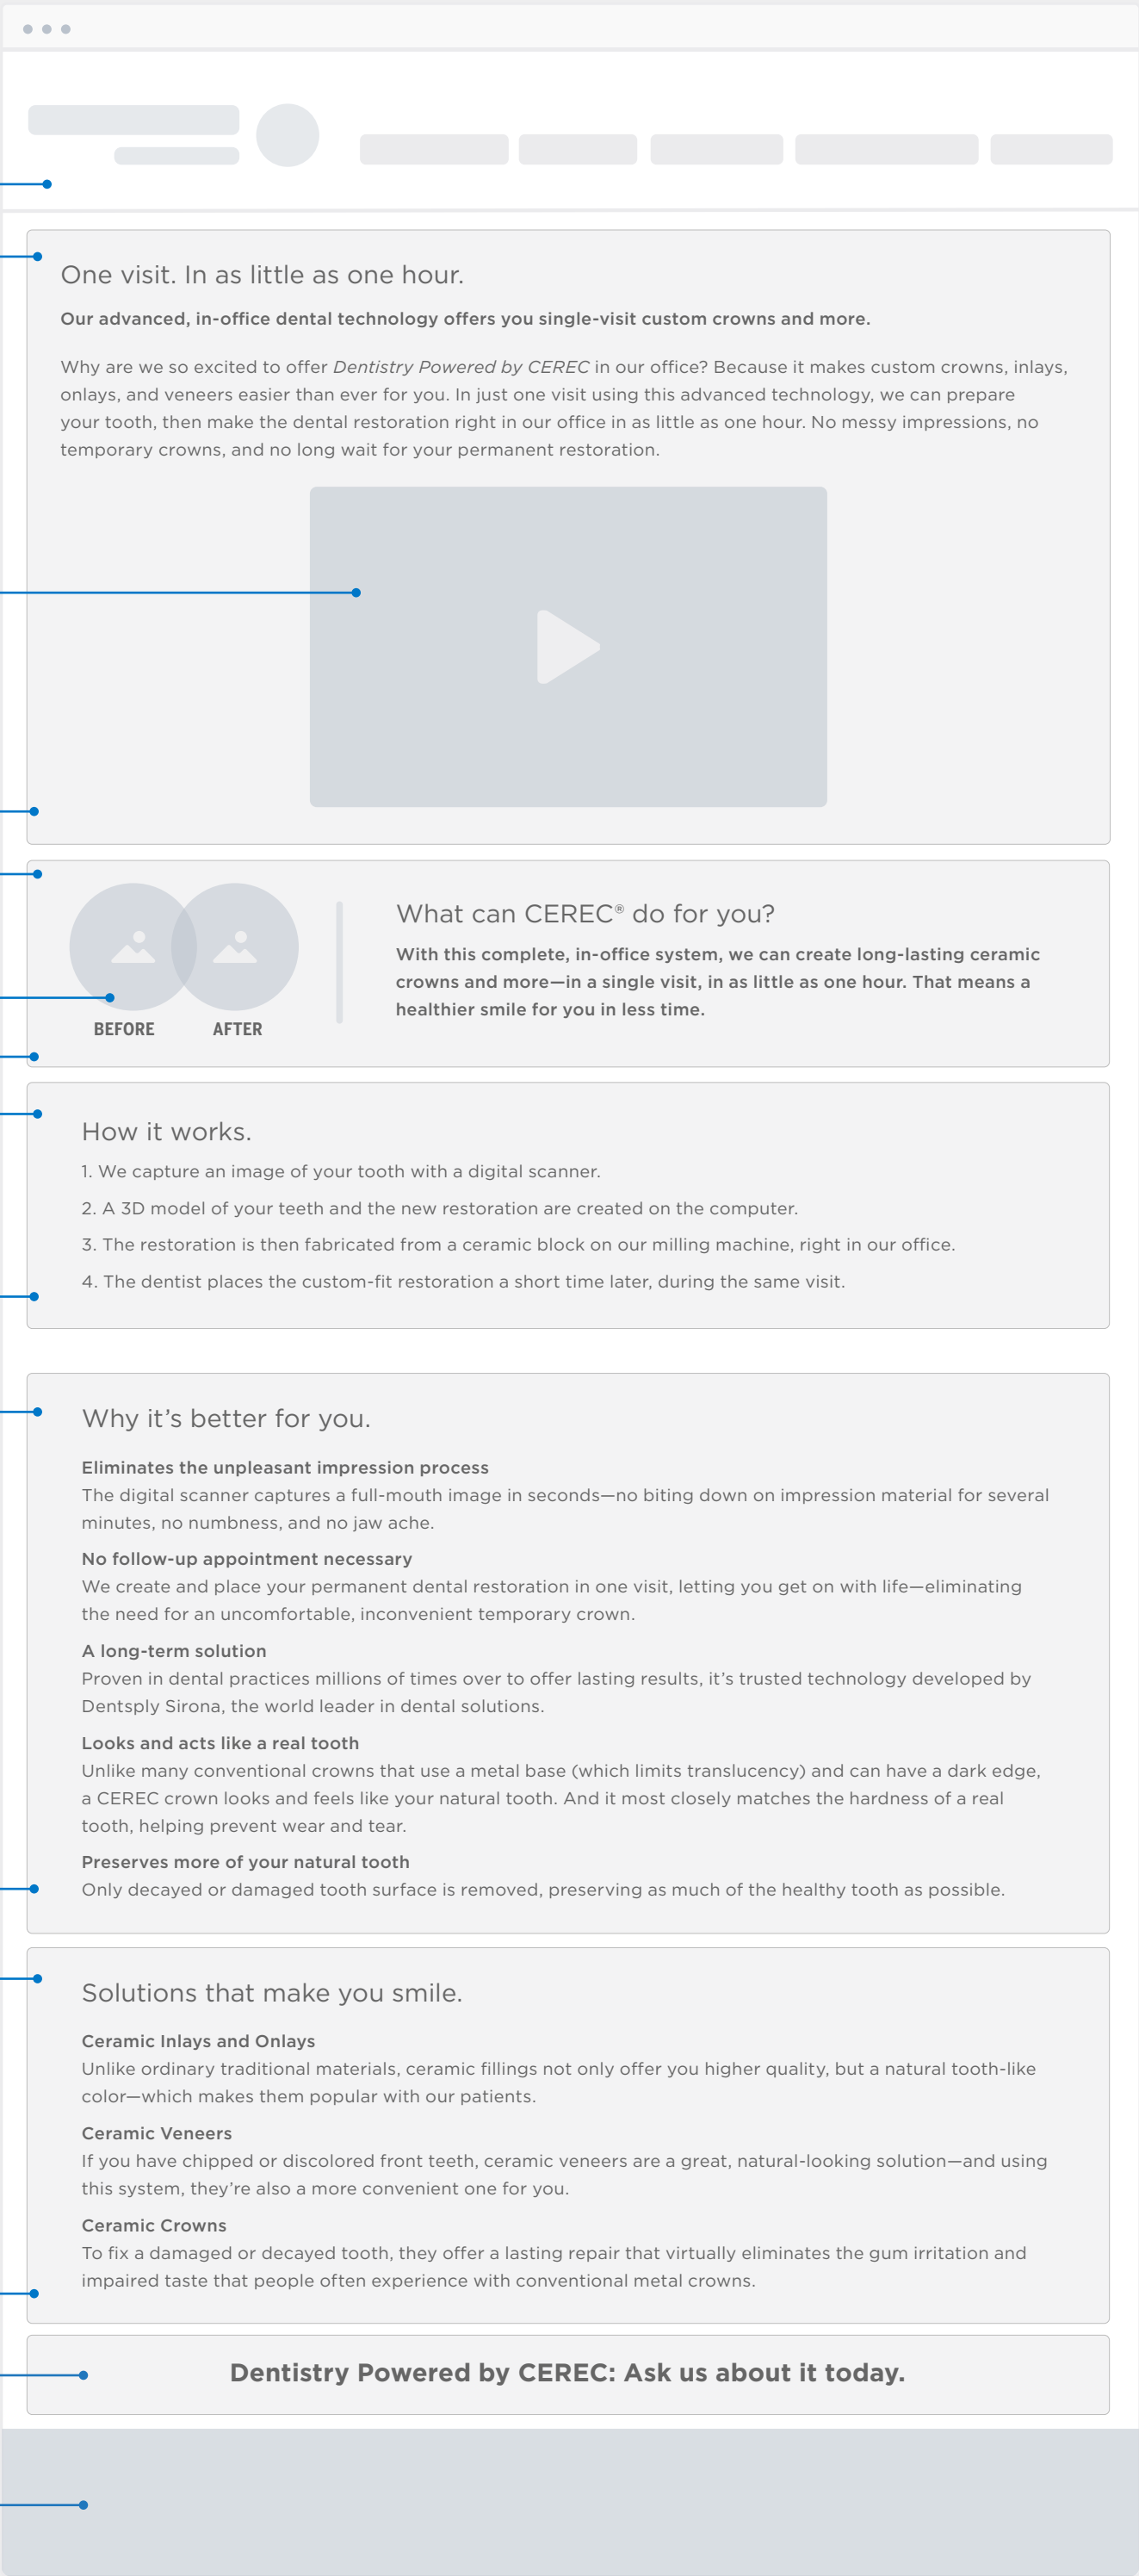 One visit. In as little as one hour.
Our advanced, in-office dental technology offers you single-visit custom crowns and more.
Why are we so excited to offer Dentistry Powered by CEREC in our office? Because it makes custom crowns, inlays,
onlays, and veneers easier than ever for you. In just one visit using this advanced technology, we can prepare
your tooth, then make the dental restoration right in our office in as little as one hour. No messy impressions, no
temporary crowns, and no long wait for your permanent restoration.
BEFORE
AFTER
What can CEREC® do for you?
With this complete, in-office system, we can create long-lasting ceramic
crowns and more—in a single visit, in as little as one hour. That means a
healthier smile for you in less time.
How it works.
1. We capture an image of your tooth with a digital scanner.
2. A 3D model of your teeth and the new restoration are created on the computer.
3. The restoration is then fabricated from a ceramic block on our milling machine, right in our office.
4. The dentist places the custom-fit restoration a short time later, during the same visit.
Why it’s better for you.
Eliminates the unpleasant impression process
The digital scanner captures a full-mouth image in seconds—no biting down on impression material for several
minutes, no numbness, and no jaw ache.
No follow-up appointment necessary
We create and place your permanent dental restoration in one visit, letting you get on with life—eliminating
the need for an uncomfortable, inconvenient temporary crown.
A long-term solution
Proven in dental practices millions of times over to offer lasting results, it’s trusted technology developed by
Dentsply Sirona, the world leader in dental solutions.
Looks and acts like a real tooth
Unlike many conventional crowns that use a metal base (which limits translucency) and can have a dark edge,
a CEREC crown looks and feels like your natural tooth. And it most closely matches the hardness of a real
tooth, helping prevent wear and tear.
Preserves more of your natural tooth
Only decayed or damaged tooth surface is removed, preserving as much of the healthy tooth as possible.
Solutions that make you smile.
Ceramic Inlays and Onlays
Unlike ordinary traditional materials, ceramic fillings not only offer you higher quality, but a natural tooth-like
color—which makes them popular with our patients.
Ceramic Veneers
If you have chipped or discolored front teeth, ceramic veneers are a great, natural-looking solution—and using
this system, they’re also a more convenient one for you.
Ceramic Crowns
To fix a damaged or decayed tooth, they offer a lasting repair that virtually eliminates the gum irritation and
impaired taste that people often experience with conventional metal crowns.
Dentistry Powered by CEREC: Ask us about it today.